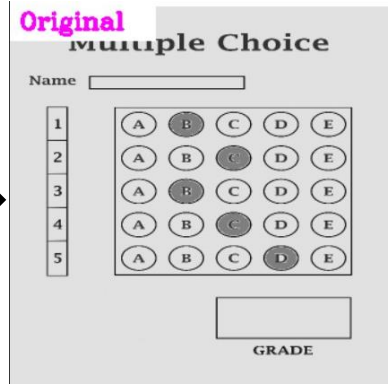 Original
Multiple Choice
Name
1 A B C D E
2 A B C D E
3 A B C D E
4 A B C D E
5 A B C D E
GRADE